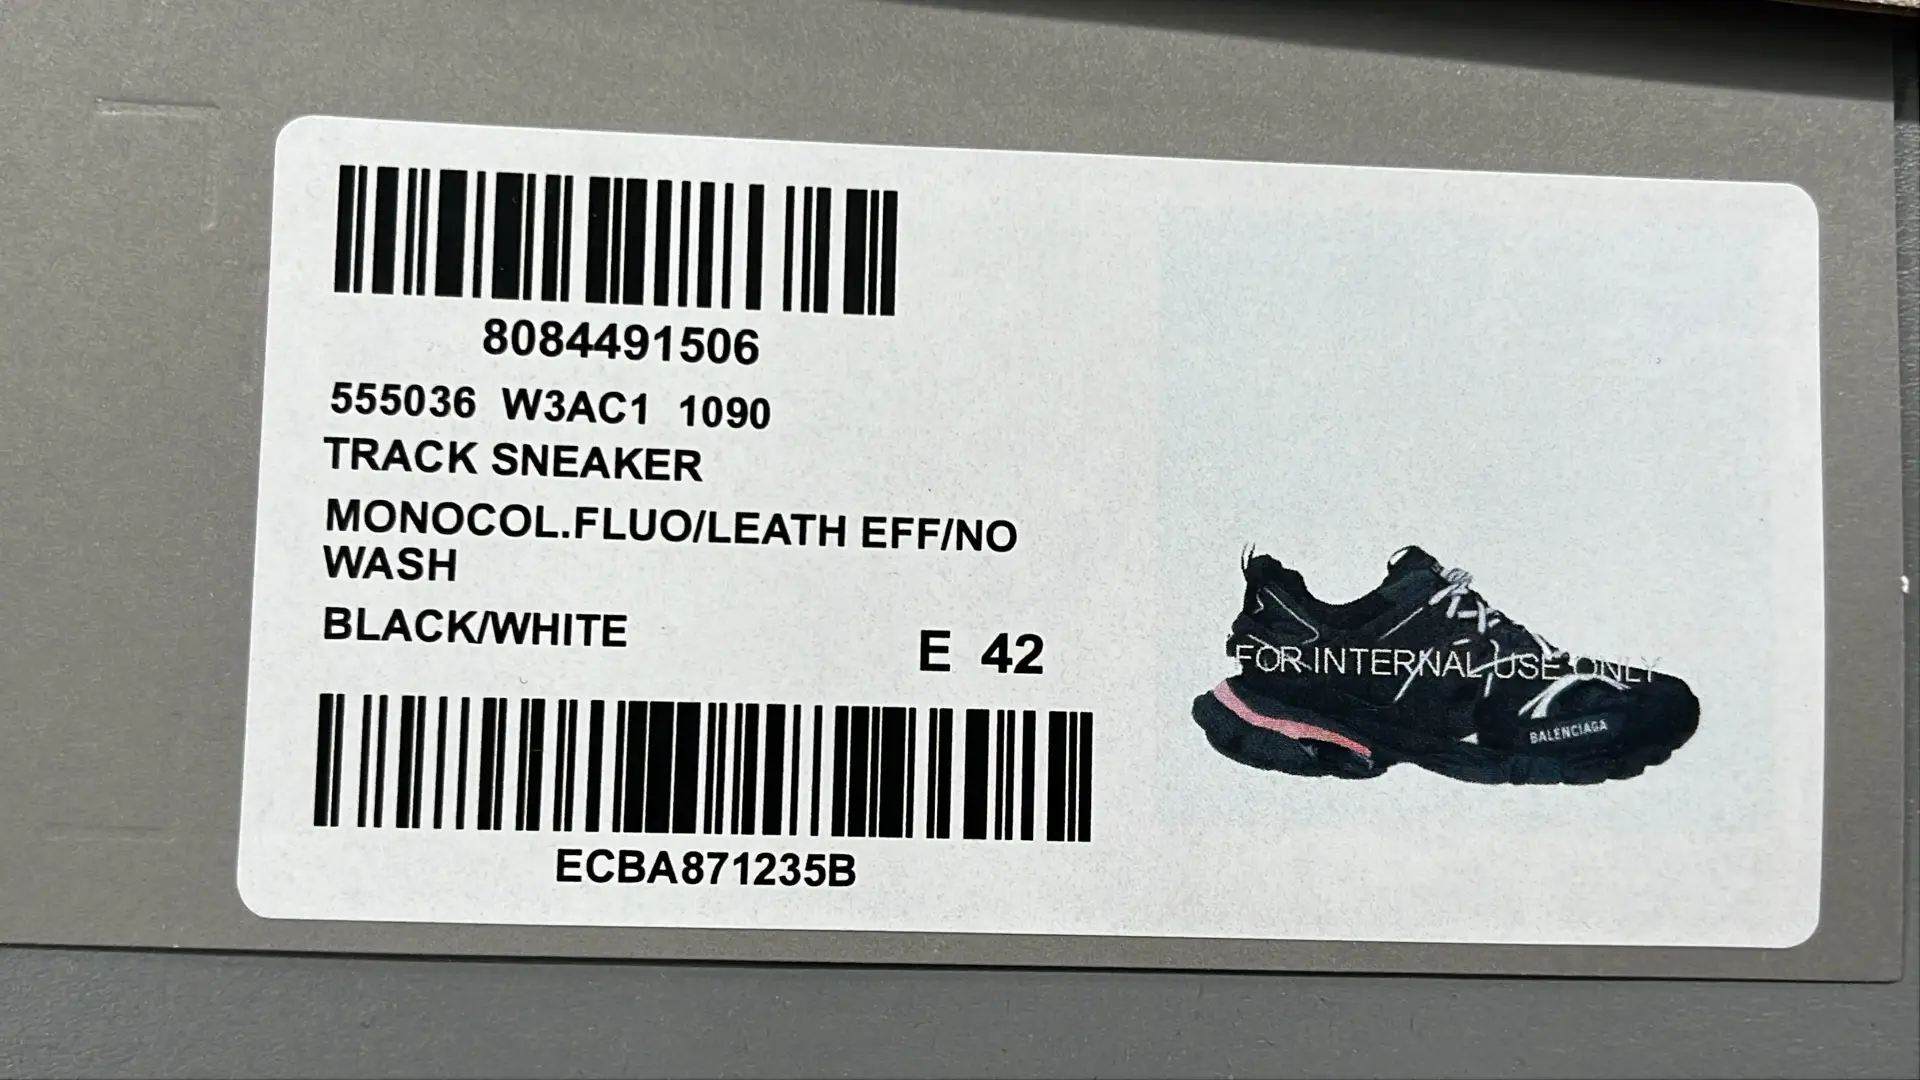 8084491506
555036 W3AC1 1090
TRACK SNEAKER
MONOCOL.FLUO/LEATH EFF/NO
WASH
BLACK/WHITE
E 42
ECBA871235B
FOR INTERNAL USE ONLY
BALENCIAGA